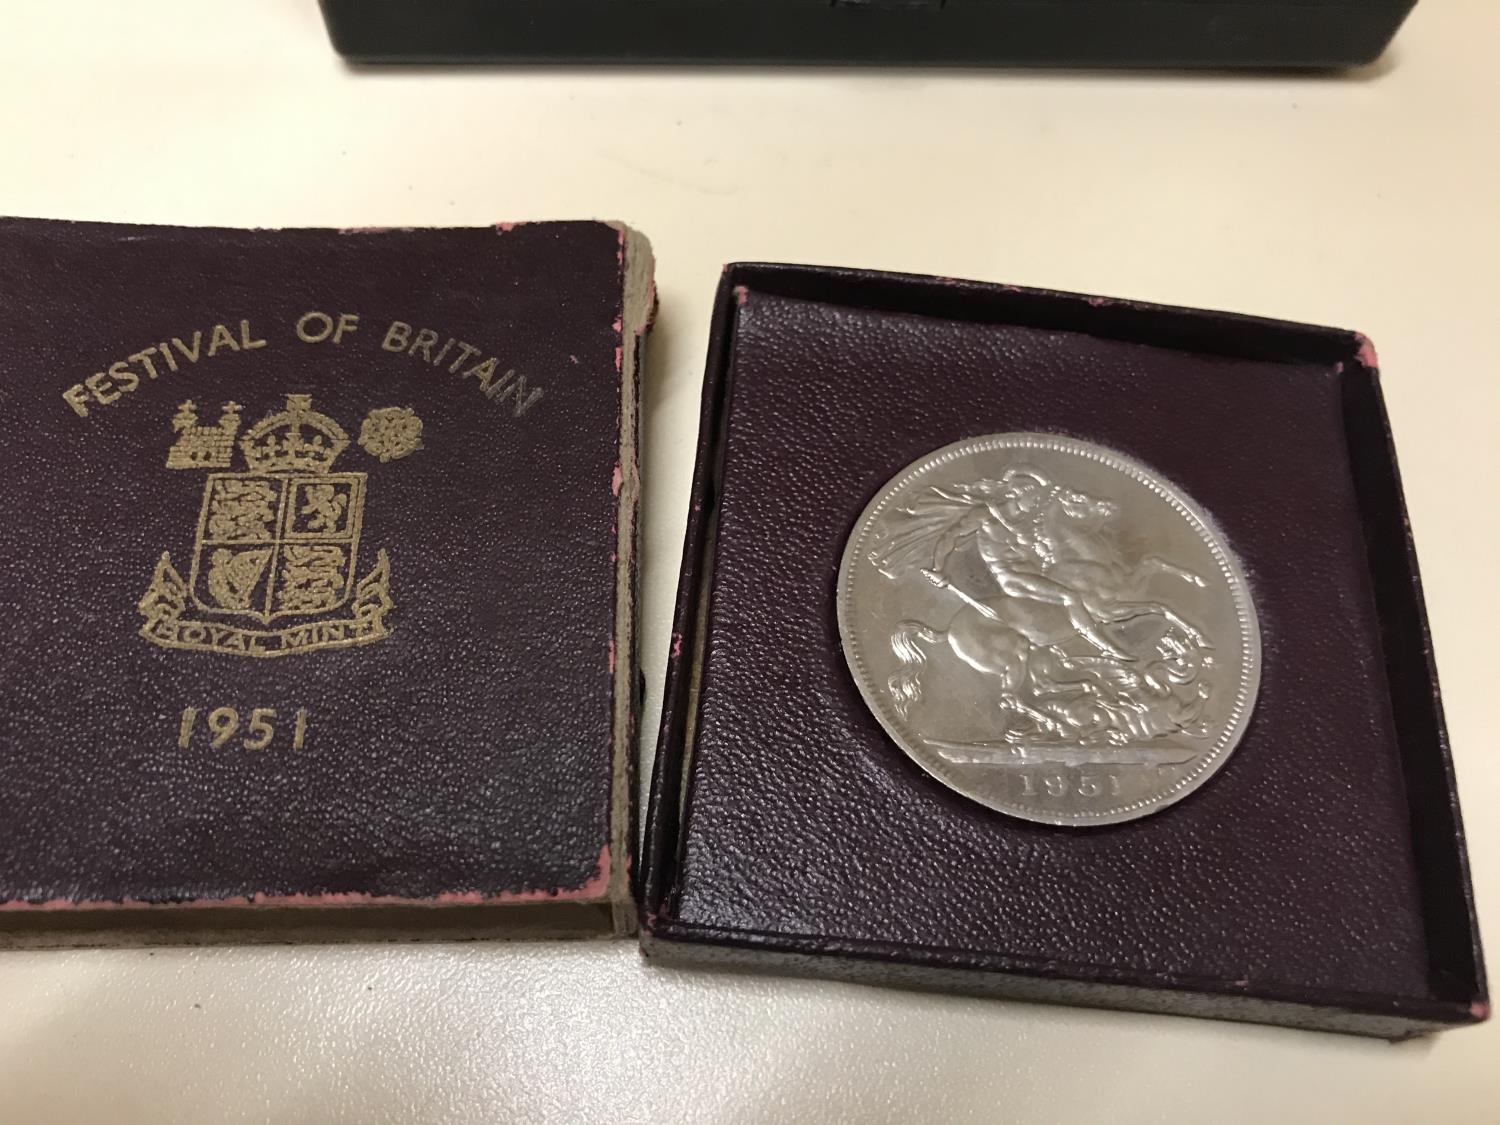 FESTIVAL OF BRITAIN
ROYAL MINT
1951
1951